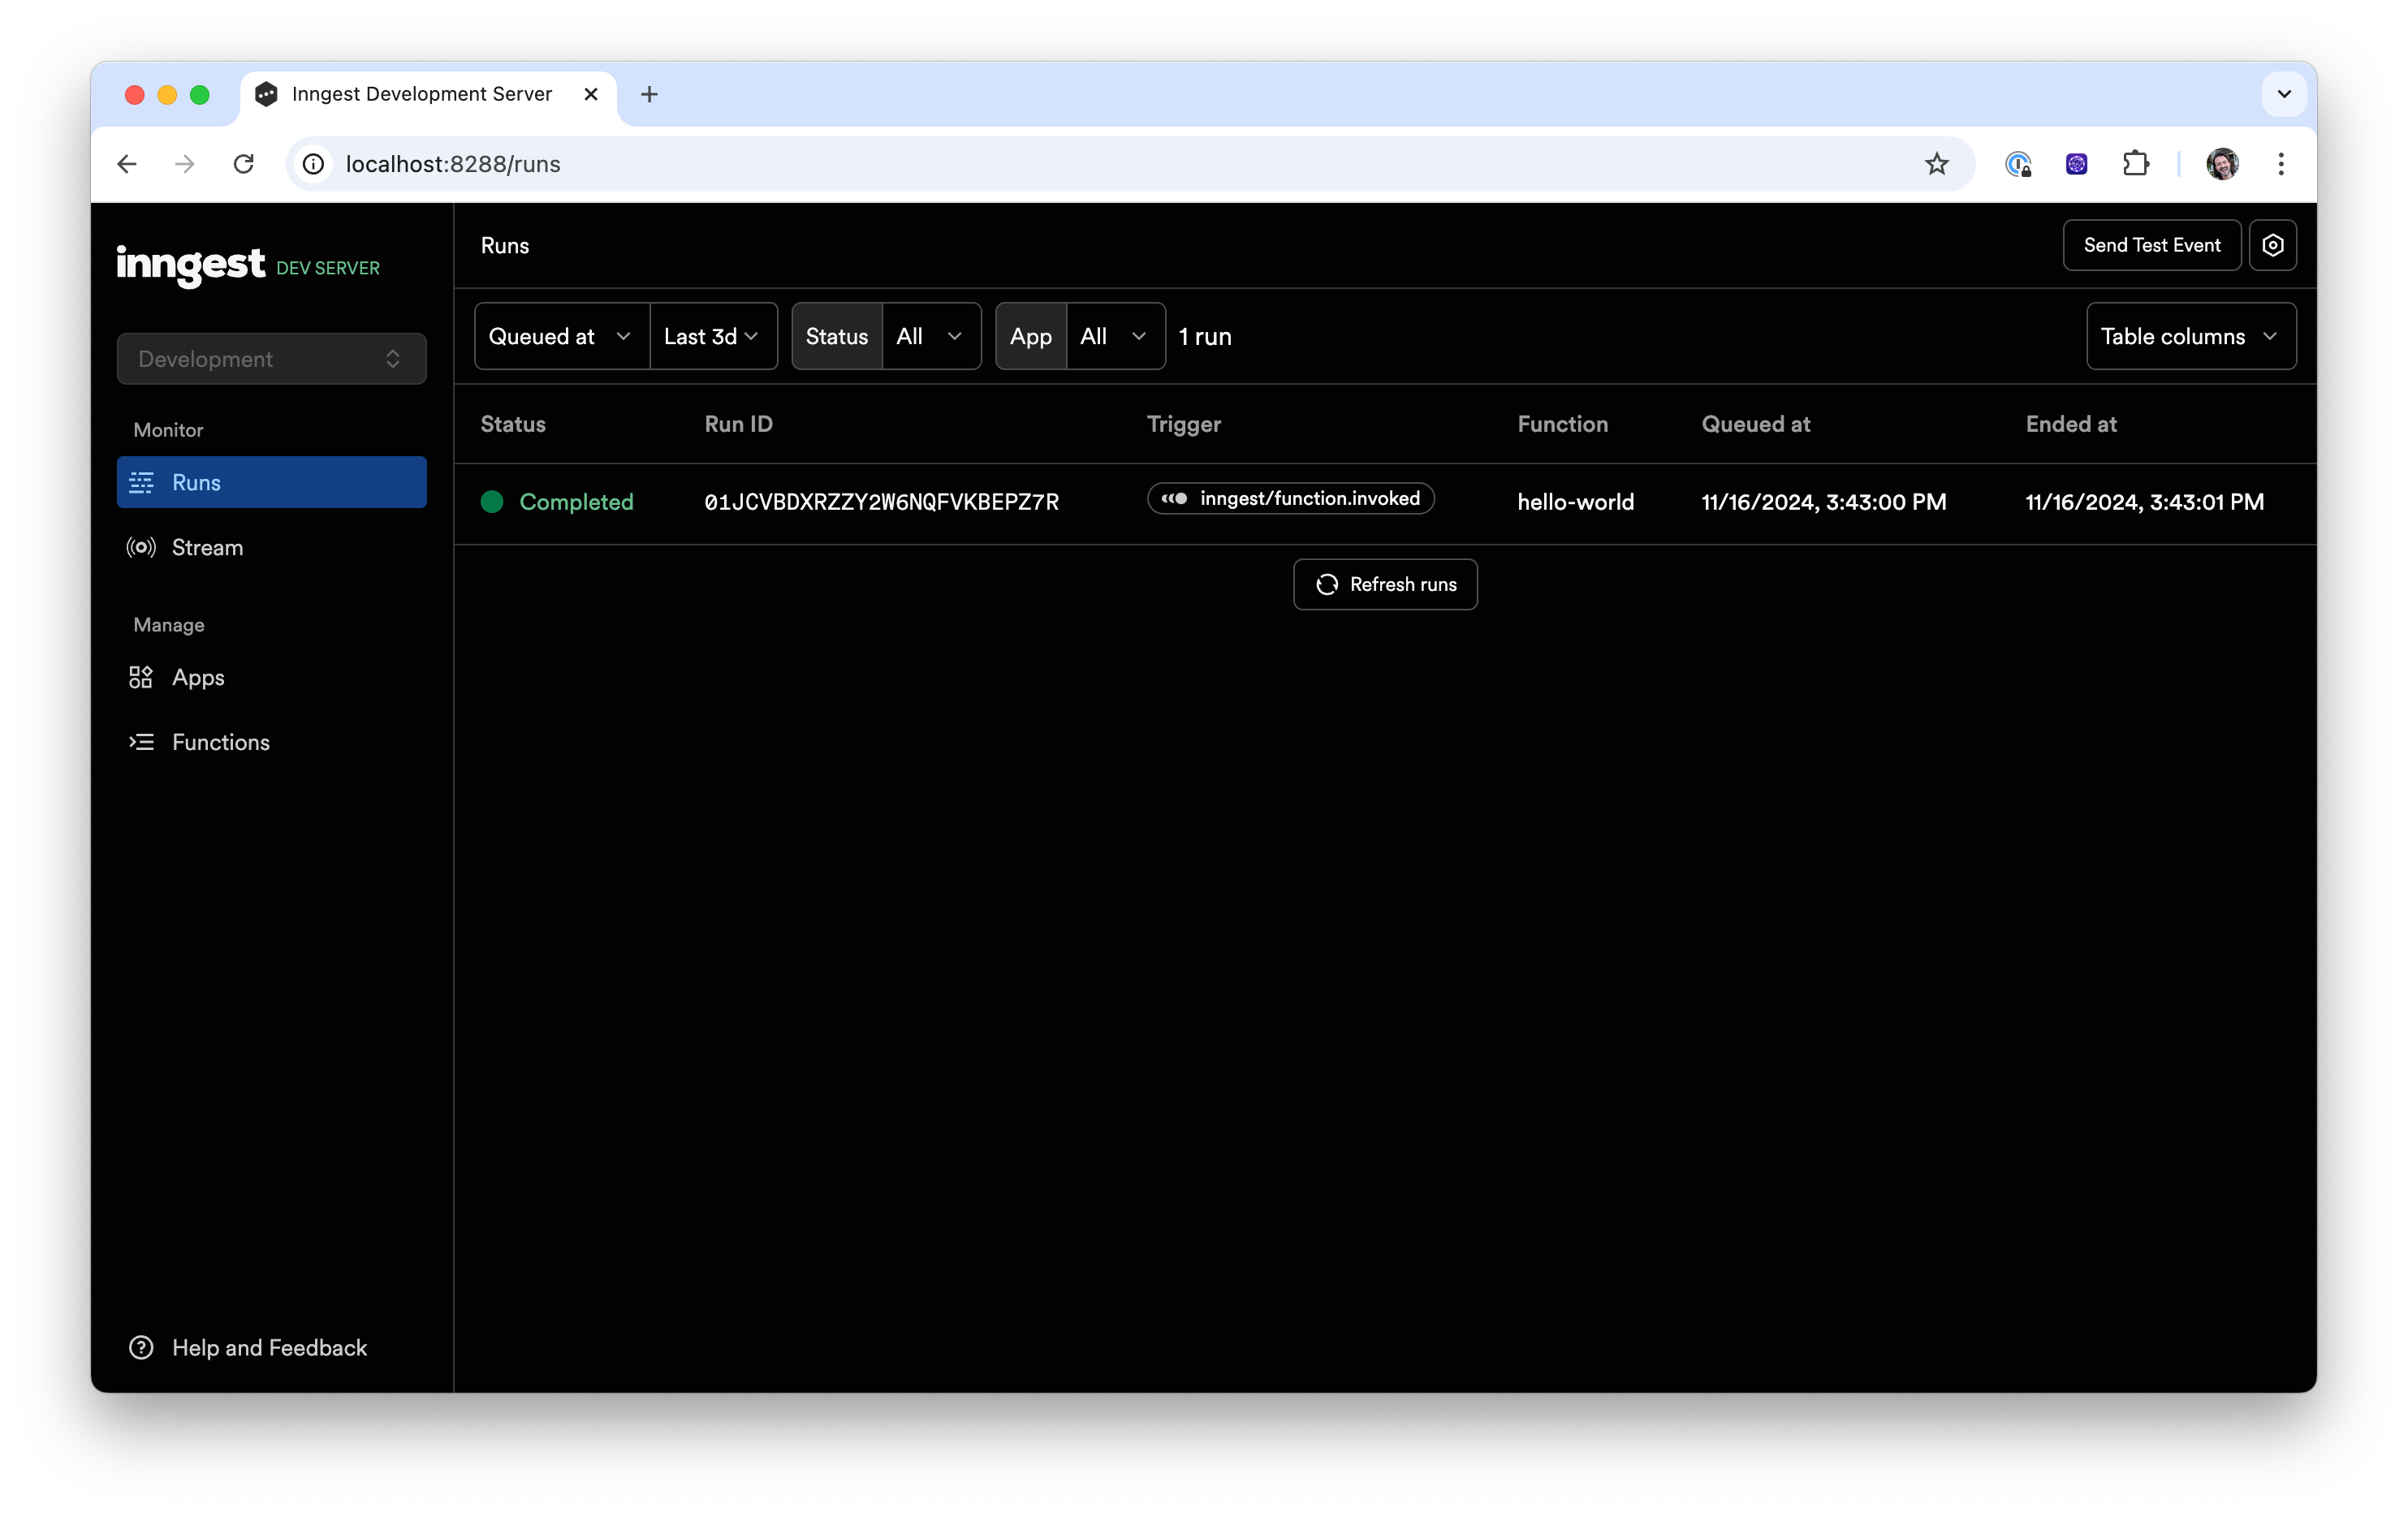 Inngest Development Server
localhost:8288/runs
inngest DEV SERVER
Development
Monitor
Runs
Stream
Manage
Apps
Functions
Help and Feedback
Runs
Send Test Event
Queued at Last 3d Status All App All 1 run Table columns
Status Run ID Trigger Function Queued at Ended at
Completed 01JCVBDXRZZY2W6NQFVKBEPZ7R inngest/function.invoked hello-world 11/16/2024, 3:43:00 PM 11/16/2024, 3:43:01 PM
Refresh runs